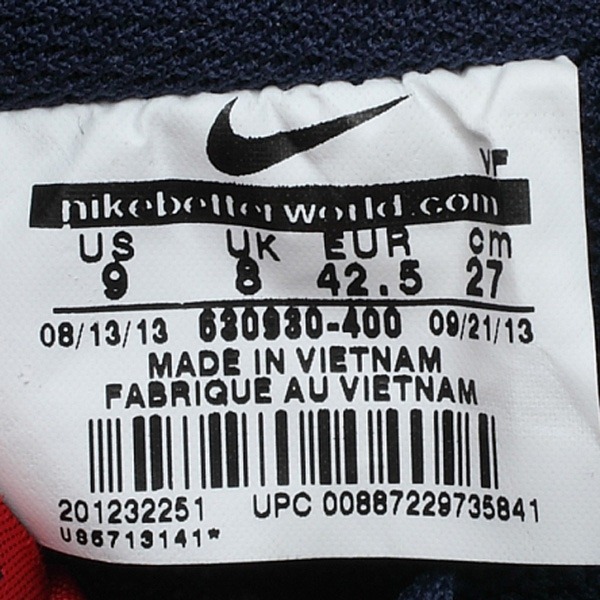 VF
nikebetterworld.com
US UK EUR cm
9 8 42.5 27
08/13/13 630930-400 09/21/13
MADE IN VIETNAM
FABRIQUE AU VIETNAM
201232251 UPC 00887229735841
US5713141*